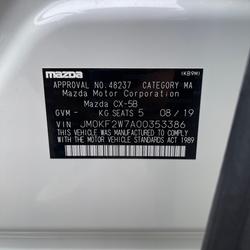 mazda (KB9W)
APPROVAL NO.48237 CATEGORY MA
Mazda Motor Corporation
Mazda CX-5B
GVM - KG SEATS 5 08/19
VIN JM0KF2W7A00353386
THIS VEHICLE WAS MANUFACTURED TO COMPLY
WITH THE MOTOR VEHICLE STANDARDS ACT 1989